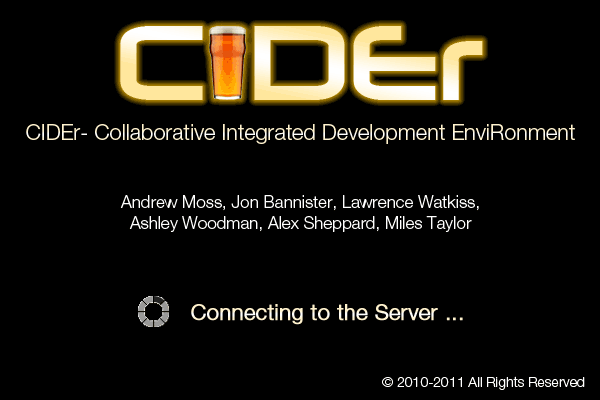 CIDEr
CIDEr- Collaborative Integrated Development EnviRonment
Andrew Moss, Jon Bannister, Lawrence Watkiss,
Ashley Woodman, Alex Sheppard, Miles Taylor
Connecting to the Server ...
© 2010-2011 All Rights Reserved